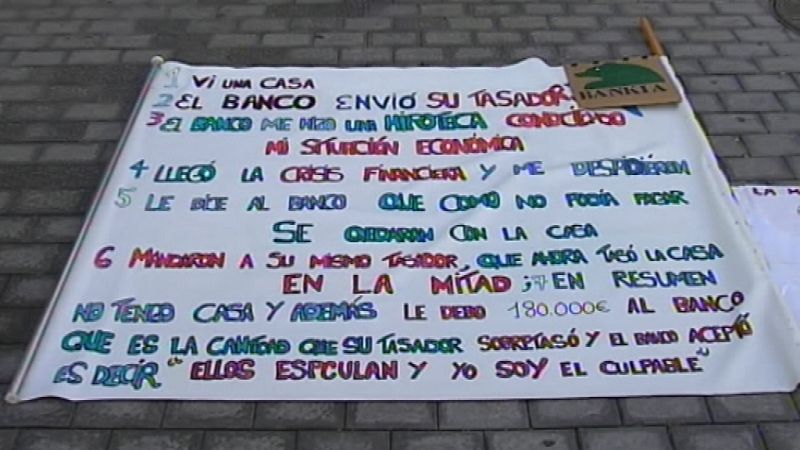 1 VI UNA CASA
2 EL BANCO ENVIÓ SU TASADOR
BANKIA
3 EL BANCO ME HIZO UNA HIPOTECA CONOCIENDO
MI SITUACIÓN ECONÓMICA
4 LLEGÓ LA CRISIS FINANCIERA Y ME DESPIDIERON
5 LE DIJE AL BANCO QUE COMO NO PODÍA PAGAR
SE QUEDARAN CON LA CASA
6 MANDARON A SU MISMO TASADOR, QUE AHORA TASÓ LA CASA
EN LA MITAD ; 7 EN RESUMEN
NO TENGO CASA Y ADEMÁS LE DEBO 180.000€ AL BANCO
QUE ES LA CANTIDAD QUE SU TASADOR SOBRETASÓ Y EL BANCO ACEPTÓ
ES DECIR "ELLOS ESPCULAN Y YO SOY EL CULPABLE"
LA